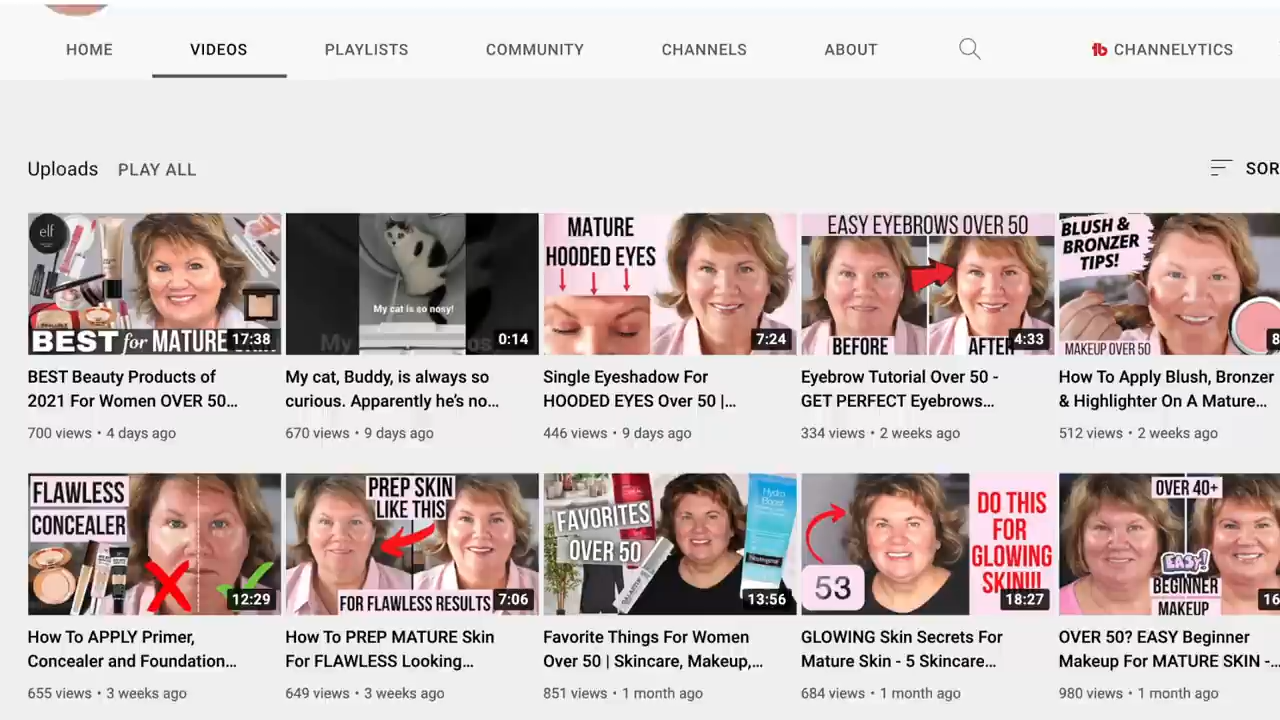 HOME VIDEOS PLAYLISTS COMMUNITY CHANNELS ABOUT CHANNELYTICS
Uploads PLAY ALL SOR
elf
BEST for MATURE
17:38
My cat is so nosy!
0:14
MATURE
HOODED EYES
7:24
EASY EYEBROWS OVER 50
BEFORE AFTER
4:33
BLUSH &
BRONZER
TIPS!
MAKEUP OVER 50
8
BEST Beauty Products of
2021 For Women OVER 50...
700 views • 4 days ago
My cat, Buddy, is always so
curious. Apparently he's no...
670 views • 9 days ago
Single Eyeshadow For
HOODED EYES Over 50 |...
446 views • 9 days ago
Eyebrow Tutorial Over 50 -
GET PERFECT Eyebrows...
334 views • 2 weeks ago
How To Apply Blush, Bronzer
& Highlighter On A Mature...
512 views • 2 weeks ago
FLAWLESS
CONCEALER
12:29
PREP SKIN
LIKE THIS
FOR FLAWLESS RESULTS
7:06
FAVORITES
OVER 50
Hydro
Boost
Neutrogena
13:56
53
DO THIS
FOR
GLOWING
SKIN!!!
18:27
OVER 40+
EASY!
BEGINNER
MAKEUP
16
How To APPLY Primer,
Concealer and Foundation...
655 views • 3 weeks ago
How To PREP MATURE Skin
For FLAWLESS Looking...
649 views • 3 weeks ago
Favorite Things For Women
Over 50 | Skincare, Makeup,...
851 views • 1 month ago
GLOWING Skin Secrets For
Mature Skin - 5 Skincare...
684 views • 1 month ago
OVER 50? EASY Beginner
Makeup For MATURE SKIN -...
980 views • 1 month ago